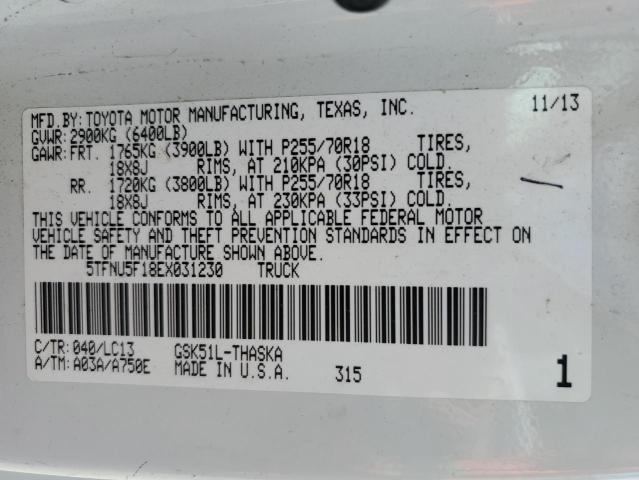 MFD.BY: TOYOTA MOTOR MANUFACTURING, TEXAS, INC. 11/13
GVWR: 2900KG (6400LB)
GAWR: FRT. 1765KG (3900LB) WITH P255/70R18 TIRES,
18X8J RIMS, AT 210KPA (30PSI) COLD.
RR. 1720KG (3800LB) WITH P255/70R18 TIRES,
18X8J RIMS, AT 230KPA (33PSI) COLD.
THIS VEHICLE CONFORMS TO ALL APPLICABLE FEDERAL MOTOR
VEHICLE SAFETY AND THEFT PREVENTION STANDARDS IN EFFECT ON
THE DATE OF MANUFACTURE SHOWN ABOVE.
5TFNU5F18EX031230 TRUCK
C/TR: 040/LC13 GSK51L-THASKA
A/TM: A03A/A750E MADE IN U.S.A. 315 1